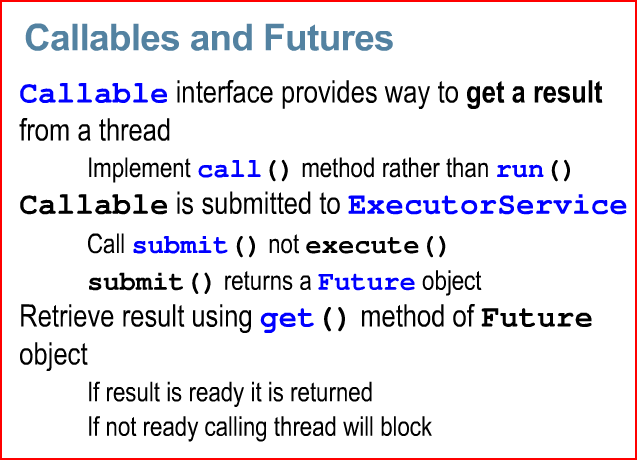 Callables and Futures
Callable interface provides way to get a result
from a thread
Implement call() method rather than run()
Callable is submitted to ExecutorService
Call submit() not execute()
submit() returns a Future object
Retrieve result using get() method of Future
object
If result is ready it is returned
If not ready calling thread will block